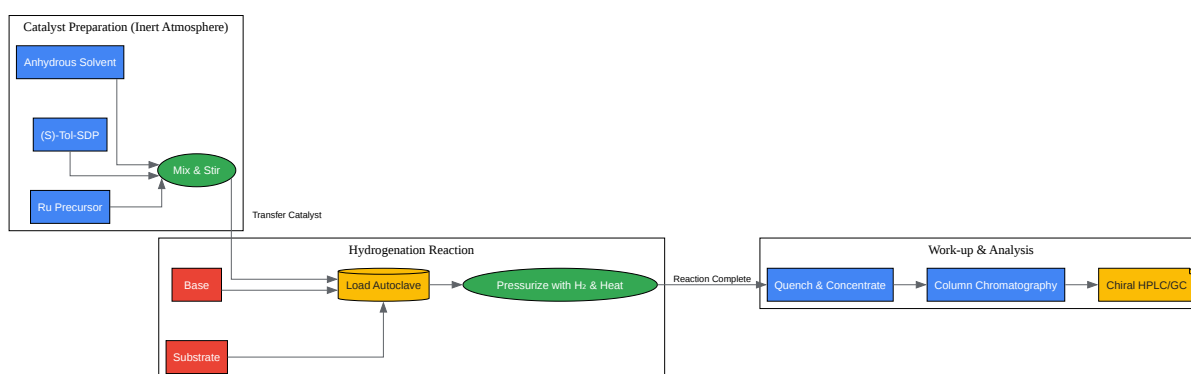 Catalyst Preparation (Inert Atmosphere)
Anhydrous Solvent
(S)-Tol-SDP
Mix & Stir
Ru Precursor
Transfer Catalyst
Hydrogenation Reaction
Base
Load Autoclave
Pressurize with H₂ & Heat
Substrate
Reaction Complete
Work-up & Analysis
Quench & Concentrate
Column Chromatography
Chiral HPLC/GC